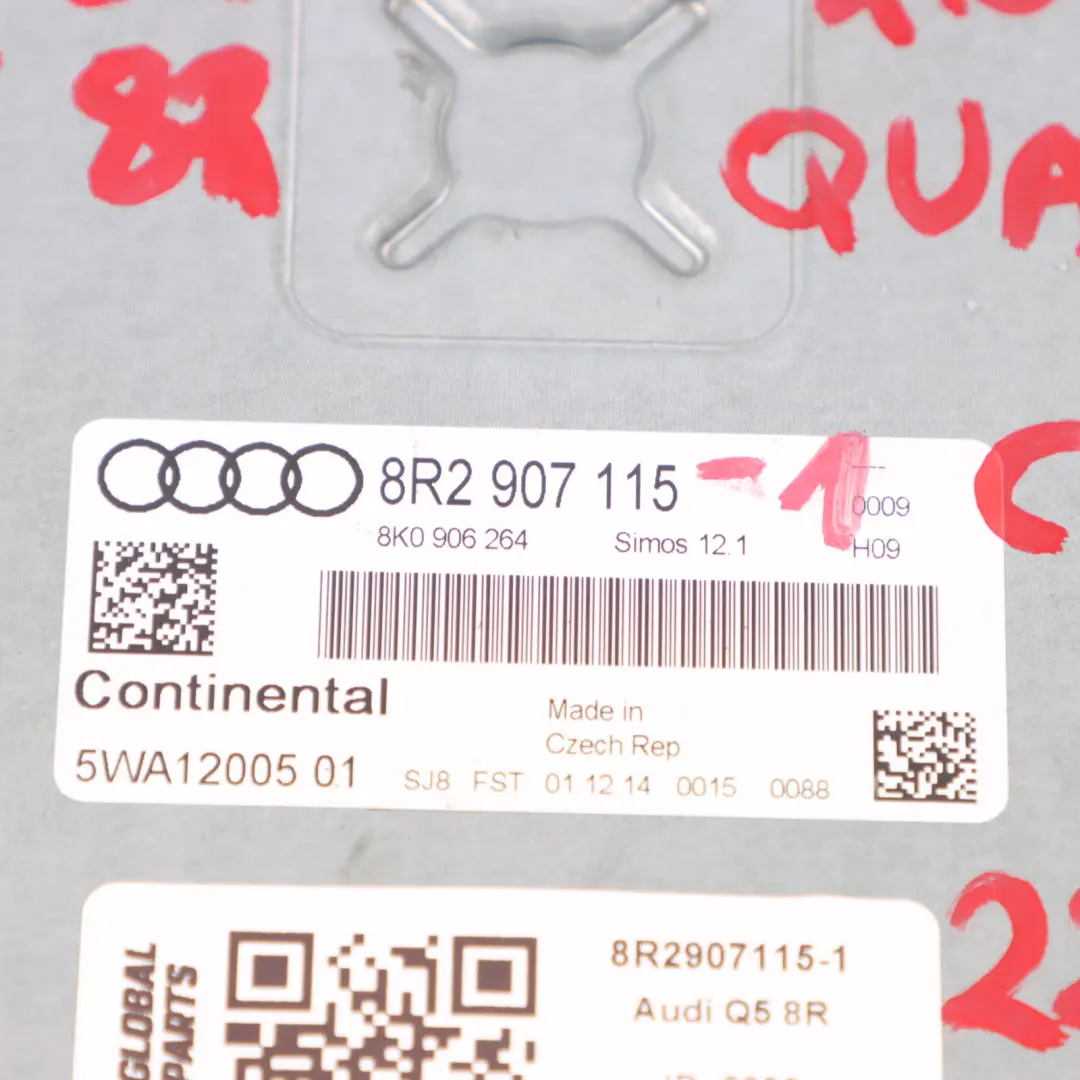 8R
QUA
8R2 907 115 -1
0009
8K0 906 264 Simos 12.1 H09
Continental
Made in
Czech Rep
5WA12005 01 SJ8 FST 01.12.14 0015 0088
GLOBAL
PARTS
8R2907115-1
Audi Q5 8R